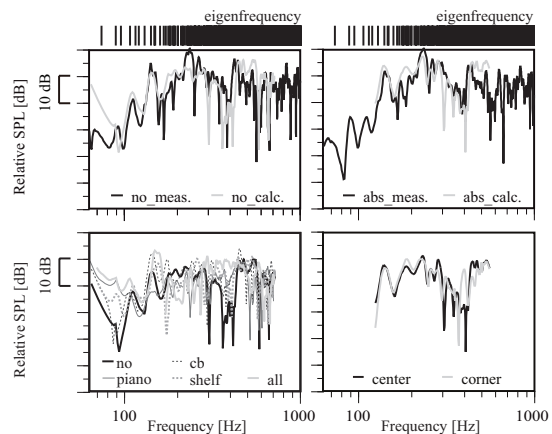 eigenfrequency
eigenfrequency
Relative SPL [dB]
10 dB
no_meas.
no_calc.
abs_meas.
abs_calc.
Relative SPL [dB]
10 dB
no
cb
piano
shelf
all
center
corner
100
1000
100
1000
Frequency [Hz]
Frequency [Hz]